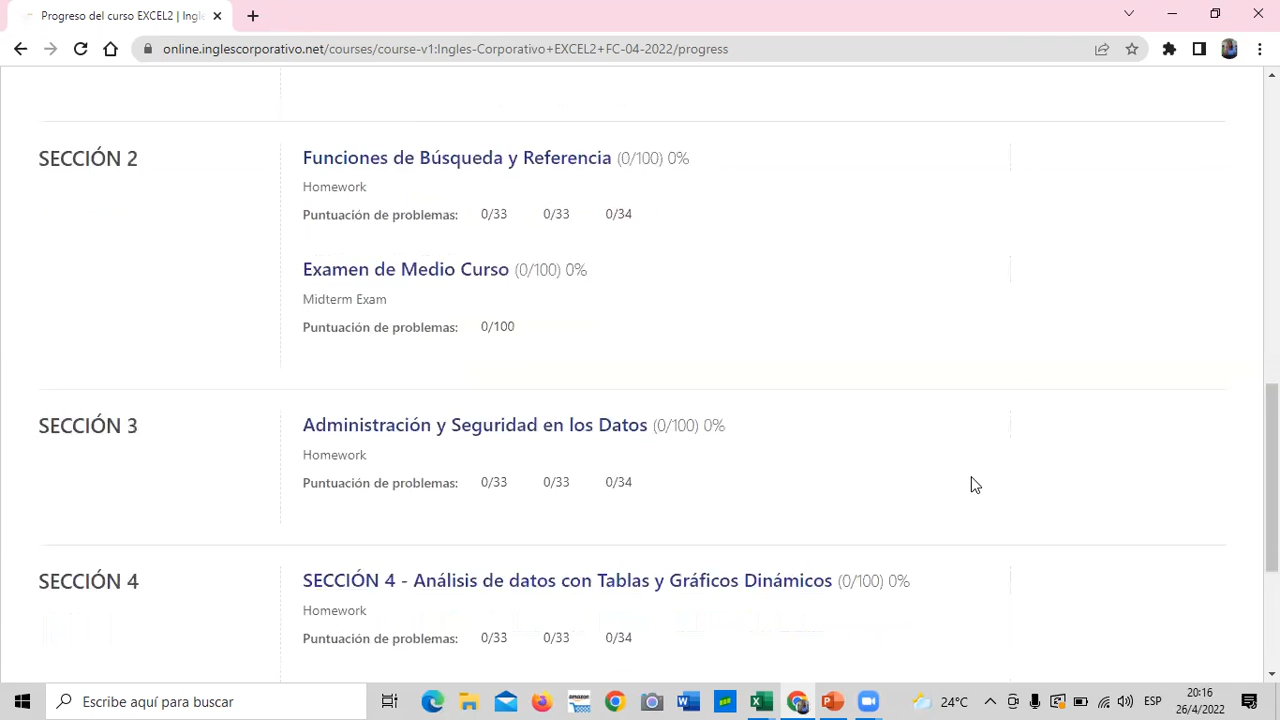 Progreso del curso EXCEL2 | Ingl
online.inglescorporativo.net/courses/course-v1:Ingles-Corporativo+EXCEL2+FC-04-2022/progress
SECCIÓN 2
Funciones de Búsqueda y Referencia (0/100) 0%
Homework
Puntuación de problemas: 0/33 0/33 0/34
Examen de Medio Curso (0/100) 0%
Midterm Exam
Puntuación de problemas: 0/100
SECCIÓN 3
Administración y Seguridad en los Datos (0/100) 0%
Homework
Puntuación de problemas: 0/33 0/33 0/34
SECCIÓN 4
SECCIÓN 4 - Análisis de datos con Tablas y Gráficos Dinámicos (0/100) 0%
Homework
Puntuación de problemas: 0/33 0/33 0/34
Escribe aquí para buscar
amazon
24°C
ESP
20:16
26/4/2022